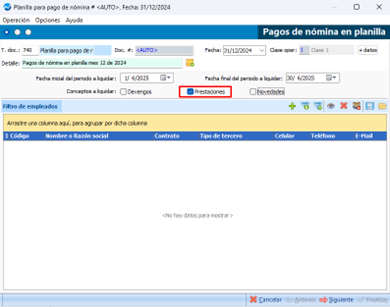 Planilla para pago de nómina # <AUTO>, Fecha: 31/12/2024
Operación Opciones Ayuda
Pagos de nómina en planilla
T. doc.: 740 Planilla para pago de r Doc. #: <AUTO> Fecha: 31/12/2024 Clase oper: 1 Clase 1
Detalle: Pagos de nómina en planilla mes 12 de 2024
Fecha inicial del periodo a liquidar: 1/ 6/2025 Fecha final del periodo a liquidar: 30/ 6/2025
Conceptos a liquidar: Devengos Prestaciones Novedades
Filtro de empleados
Arrastre una columna aquí, para agrupar por dicha columna
Código Nombre o Razón social Contrato Tipo de tercero Celular Teléfono E-Mail
<No hay datos para mostrar>
Cancelar Anterior Siguiente Finalizar